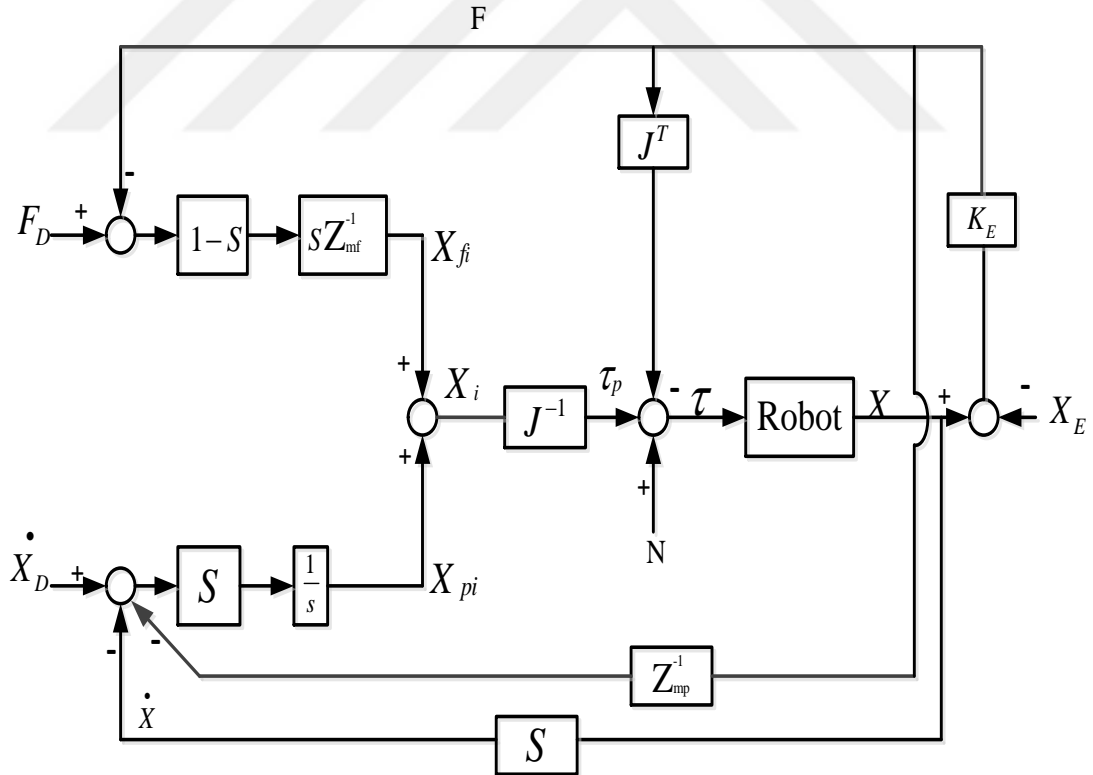 F
J^T
-
F_D
+
1-S
sZ_mf^-1
X_fi
K_E
+
X_i
τ_p
-
τ
X
+
-
J^-1
Robot
X_E
+
+
N
Ẋ_D
+
S
1/s
X_pi
-
-
Z_mp^-1
Ẋ
S